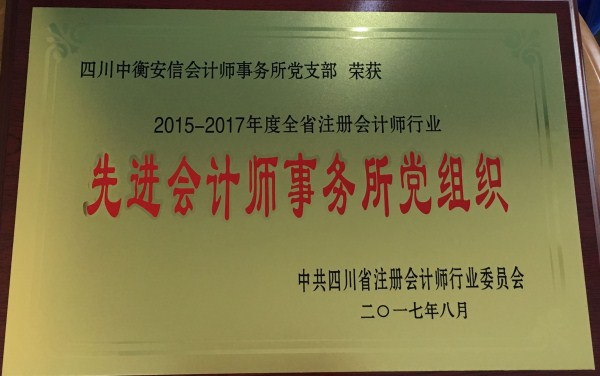 四川中衡安信会计师事务所党支部 荣获
2015-2017年度全省注册会计师行业
先进会计师事务所党组织
中共四川省注册会计师行业委员会
二〇一七年八月